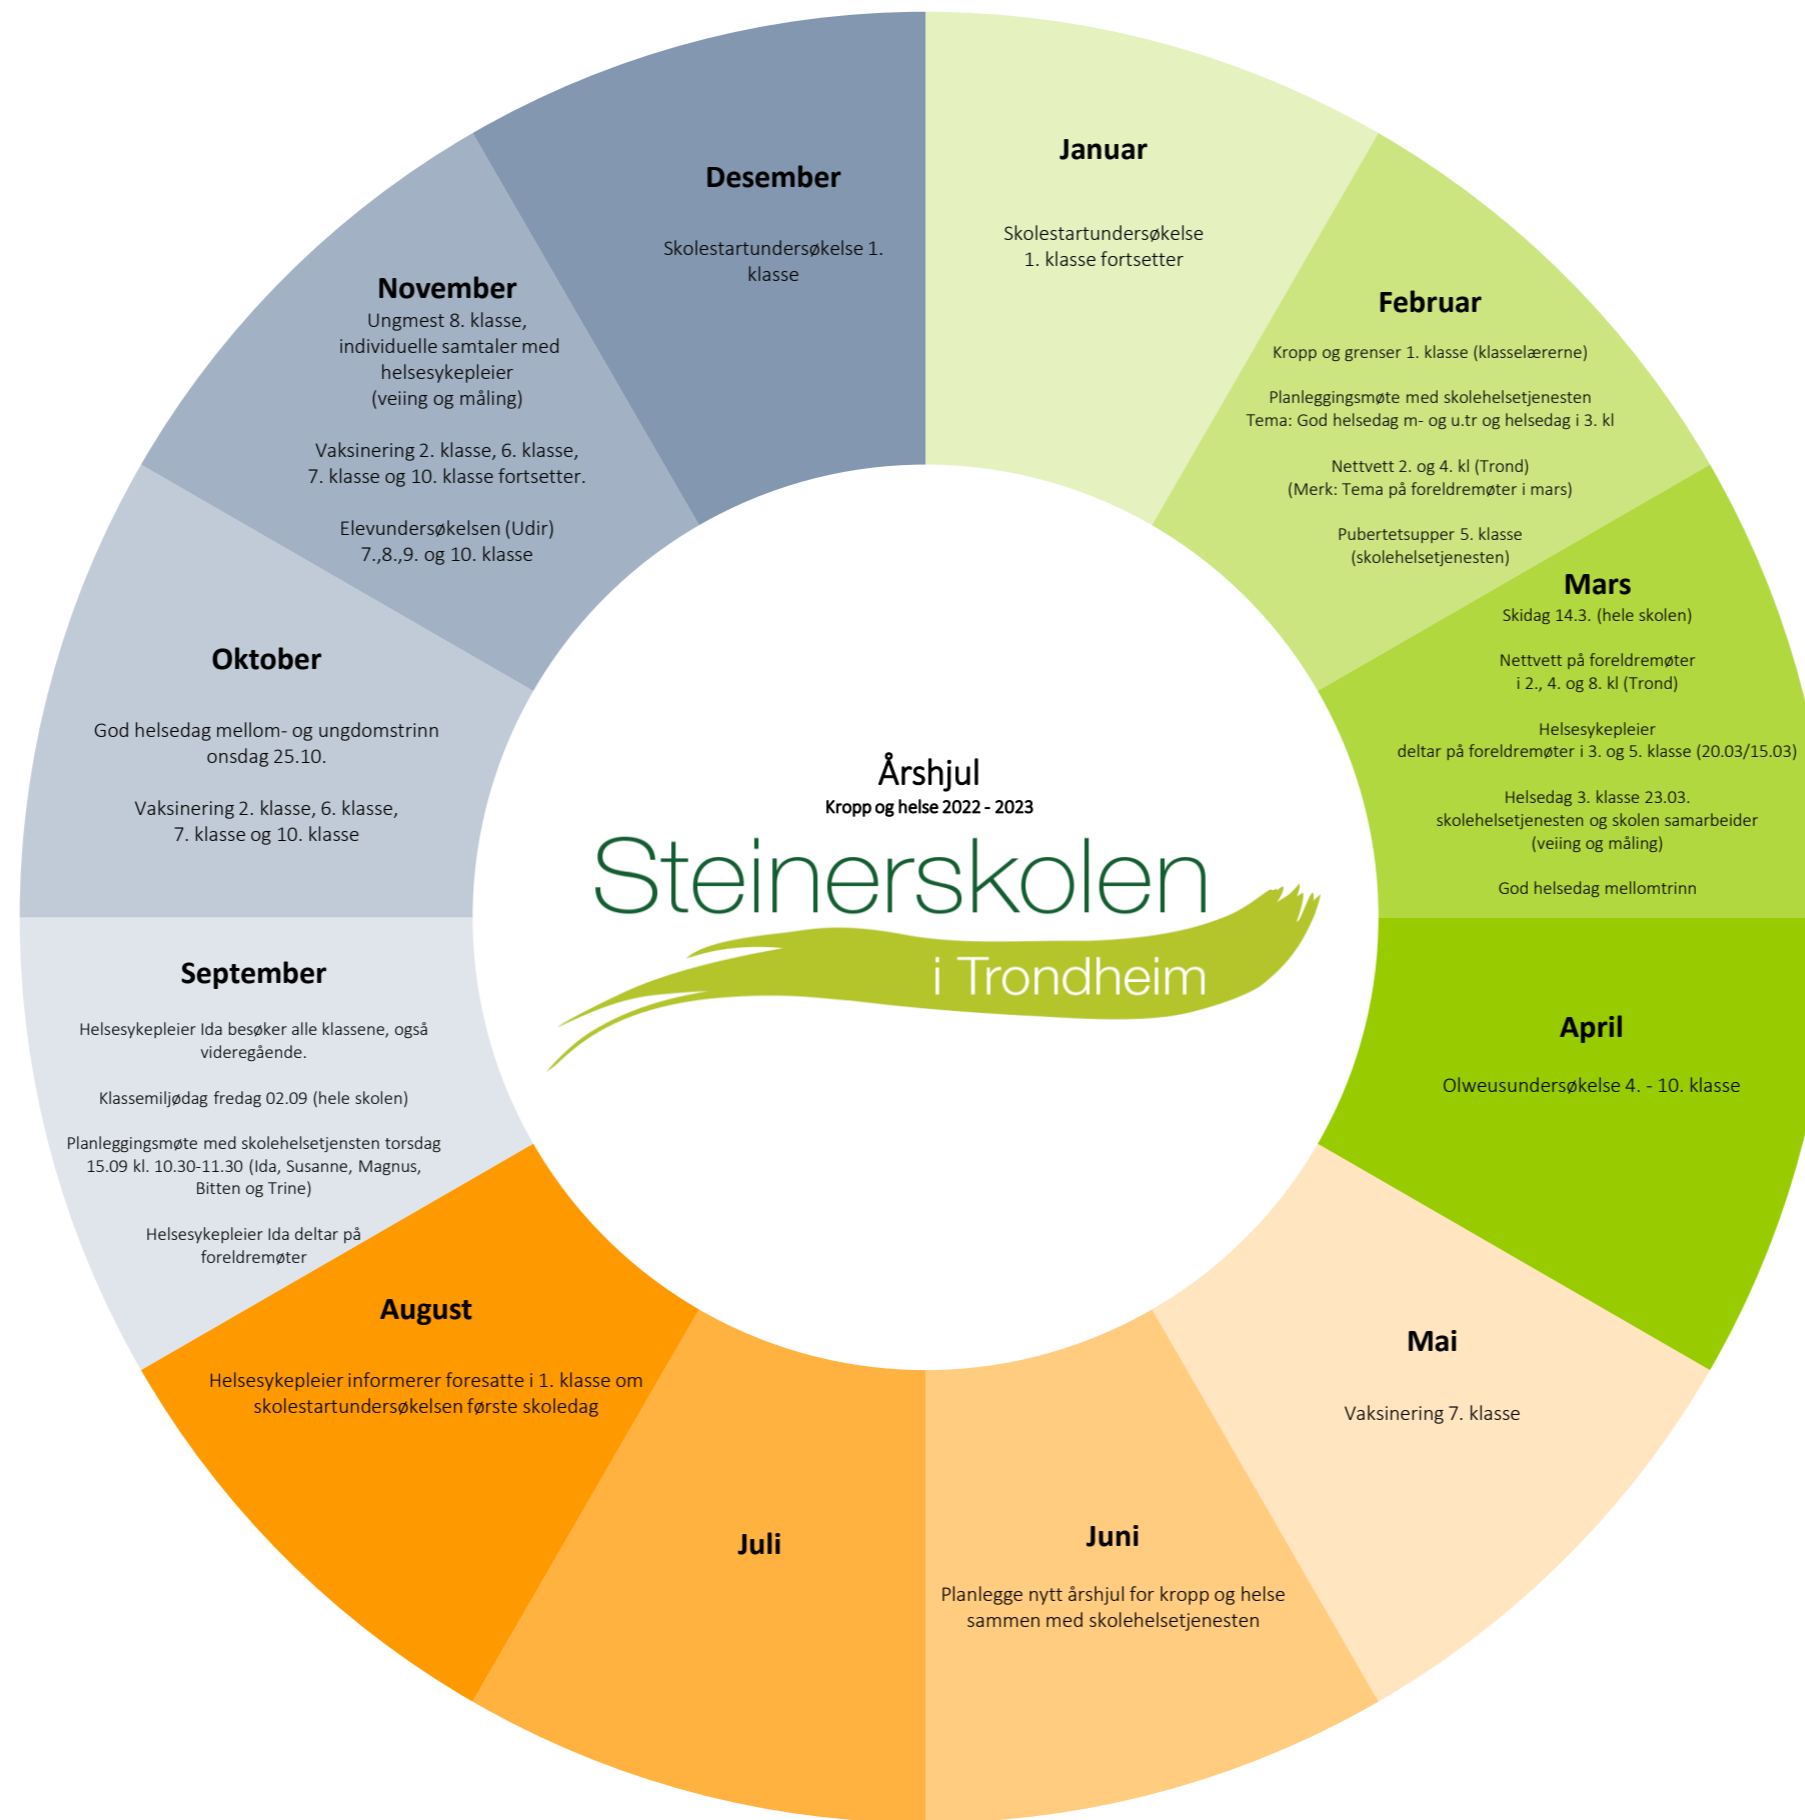 Januar
Skolestartundersøkelse
1. klasse fortsetter
Februar
Kropp og grenser 1. klasse (klasselærerne)
Planleggingsmøte med skolehelsetjenesten
Tema: God helsedag m- og u.tr og helsedag i 3. kl
Nettvett 2. og 4. kl (Trond)
(Merk: Tema på foreldremøter i mars)
Pubertetsupper 5. klasse
(skolehelsetjenesten)
Mars
Skidag 14.3. (hele skolen)
Nettvett på foreldremøter
i 2., 4. og 8. kl (Trond)
Helsesykepleier
deltar på foreldremøter i 3. og 5. klasse (20.03/15.03)
Helsedag 3. klasse 23.03.
skolehelsetjenesten og skolen samarbeider
(veiing og måling)
God helsedag mellomtrinn
April
Olweusundersøkelse 4. - 10. klasse
Mai
Vaksinering 7. klasse
Juni
Planlegge nytt årshjul for kropp og helse
sammen med skolehelsetjenesten
Juli
August
Helsesykepleier informerer foresatte i 1. klasse om
skolestartundersøkelsen første skoledag
September
Helsesykepleier Ida besøker alle klassene, også
videregående.
Klassemiljødag fredag 02.09 (hele skolen)
Planleggingsmøte med skolehelsetjensten torsdag
15.09 kl. 10.30-11.30 (Ida, Susanne, Magnus,
Bitten og Trine)
Helsesykepleier Ida deltar på
foreldremøter
Oktober
God helsedag mellom- og ungdomstrinn
onsdag 25.10.
Vaksinering 2. klasse, 6. klasse,
7. klasse og 10. klasse
November
Ungmest 8. klasse,
individuelle samtaler med
helsesykepleier
(veiing og måling)
Vaksinering 2. klasse, 6. klasse,
7. klasse og 10. klasse fortsetter.
Elevundersøkelsen (Udir)
7.,8.,9. og 10. klasse
Desember
Skolestartundersøkelse 1.
klasse
Årshjul
Kropp og helse 2022 - 2023
Steinerskolen
i Trondheim